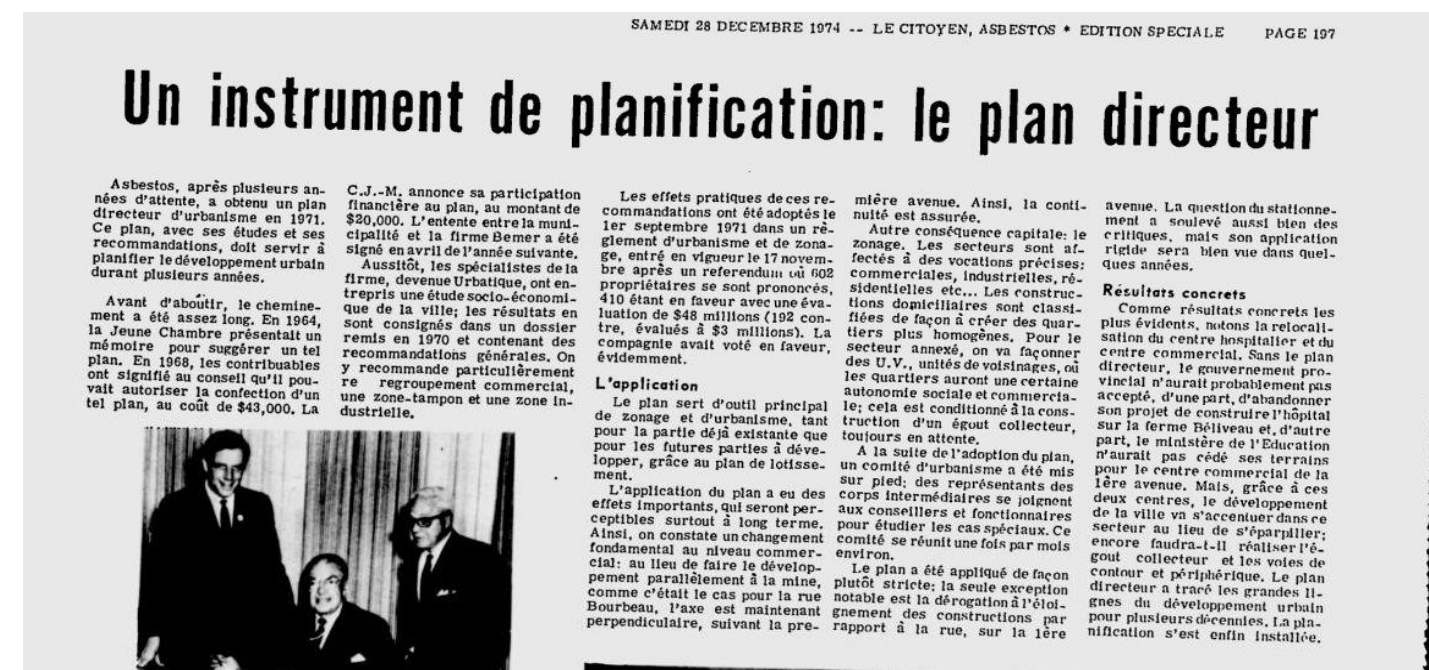 SAMEDI 28 DECEMBRE 1974 -- LE CITOYEN, ASBESTOS * EDITION SPECIALE PAGE 197
Un instrument de planification: le plan directeur
Asbestos, après plusieurs an-
nées d'attente, a obtenu un plan
directeur d'urbanisme en 1971.
Ce plan, avec ses études et ses
recommandations, doit servir à
planifier le développement urbain
durant plusieurs années.
Avant d'aboutir, le chemine-
ment a été assez long. En 1964,
la Jeune Chambre présentait un
mémoire pour suggérer un tel
plan. En 1968, les contribuables
ont signifié au conseil qu'il pou-
vait autoriser la confection d'un
tel plan, au coût de $43,000. La
C.J.-M. annonce sa participation
financière au plan, au montant de
$20,000. L'entente entre la muni-
cipalité et la firme Bemer a été
signé en avril de l'année suivante.
Aussitôt, les spécialistes de la
firme, devenue Urbatique, ont en-
trepris une étude socio-économi-
que de la ville; les résultats en
sont consignés dans un dossier
remis en 1970 et contenant des
recommandations générales. On
y recommande particulièrement
re regroupement commercial,
une zone-tampon et une zone in-
dustrielle.
Les effets pratiques de ces re-
commandations ont été adoptés le
1er septembre 1971 dans un rè-
glement d'urbanisme et de zona-
ge, entré en vigueur le 17 novem-
bre après un referendum où 602
propriétaires se sont prononcés,
410 étant en faveur avec une éva-
luation de $48 millions (192 con-
tre, évalués à $3 millions). La
compagnie avait voté en faveur,
évidemment.
L'application
Le plan sert d'outil principal
de zonage et d'urbanisme, tant
pour la partie déjà existante que
pour les futures parties à déve-
lopper, grâce au plan de lotisse-
ment.
L'application du plan a eu des
effets importants, qui seront per-
ceptibles surtout à long terme.
Ainsi, on constate un changement
fondamental au niveau commer-
cial: au lieu de faire le dévelop-
pement parallèlement à la mine,
comme c'était le cas pour la rue
Bourbeau, l'axe est maintenant
perpendiculaire, suivant la pre-
mière avenue. Ainsi, la conti-
nuité est assurée.
Autre conséquence capitale: le
zonage. Les secteurs sont af-
fectés à des vocations précises:
commerciales, industrielles, ré-
sidentielles etc... Les construc-
tions domiciliaires sont classi-
fiées de façon à créer des quar-
tiers plus homogènes. Pour le
secteur annexé, on va façonner
des U.V., unités de voisinages, où
les quartiers auront une certaine
autonomie sociale et commercia-
le; cela est conditionné à la cons-
truction d'un égout collecteur,
toujours en attente.
A la suite de l'adoption du plan,
un comité d'urbanisme a été mis
sur pied; des représentants des
corps intermédiaires se joignent
aux conseillers et fonctionnaires
pour étudier les cas spéciaux. Ce
comité se réunit une fois par mois
environ.
Le plan a été appliqué de façon
plutôt stricte; la seule exception
notable est la dérogation à l'éloi-
gnement des constructions par
rapport à la rue, sur la 1ère
avenue. La question du stationne-
ment a soulevé aussi bien des
critiques, mais son application
rigide sera bien vue dans quel-
ques années.
Résultats concrets
Comme résultats concrets les
plus évidents, notons la relocali-
sation du centre hospitalier et du
centre commercial. Sans le plan
directeur, le gouvernement pro-
vincial n'aurait probablement pas
accepté, d'une part, d'abandonner
son projet de construire l'hôpital
sur la ferme Béliveau et, d'autre
part, le ministère de l'Education
n'aurait pas cédé ses terrains
pour le centre commercial de la
1ère avenue. Mais, grâce à ces
deux centres, le développement
de la ville va s'accentuer dans ce
secteur au lieu de s'éparpiller;
encore faudra-t-il réaliser l'é-
gout collecteur et les voies de
contour et périphérique. Le plan
directeur a tracé les grandes li-
gnes du développement urbain
pour plusieurs décennies. La pla-
nification s'est enfin installée.